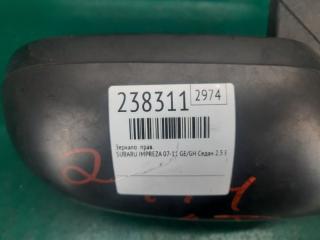 238311 2974
Зеркало прав.
SUBARU IMPREZA 07-11 GE/GH Седан 2.5 E